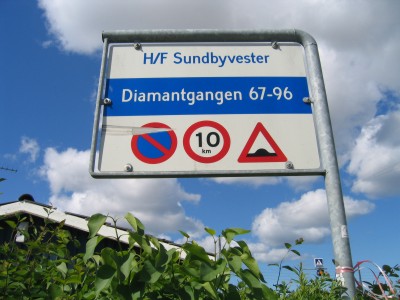 H/F Sundbyvester
Diamantgangen 67-96
10
km